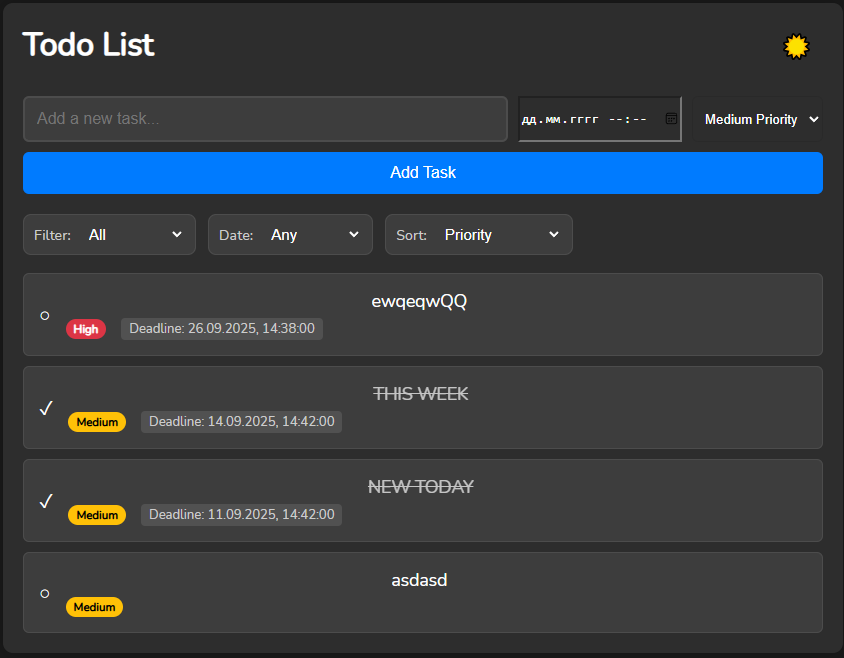 Todo List
Add a new task...
дд.мм.гггг --:--
Medium Priority
Add Task
Filter: All
Date: Any
Sort: Priority
ewqeqwQQ
High Deadline: 26.09.2025, 14:38:00
THIS WEEK
Medium Deadline: 14.09.2025, 14:42:00
NEW TODAY
Medium Deadline: 11.09.2025, 14:42:00
asdasd
Medium